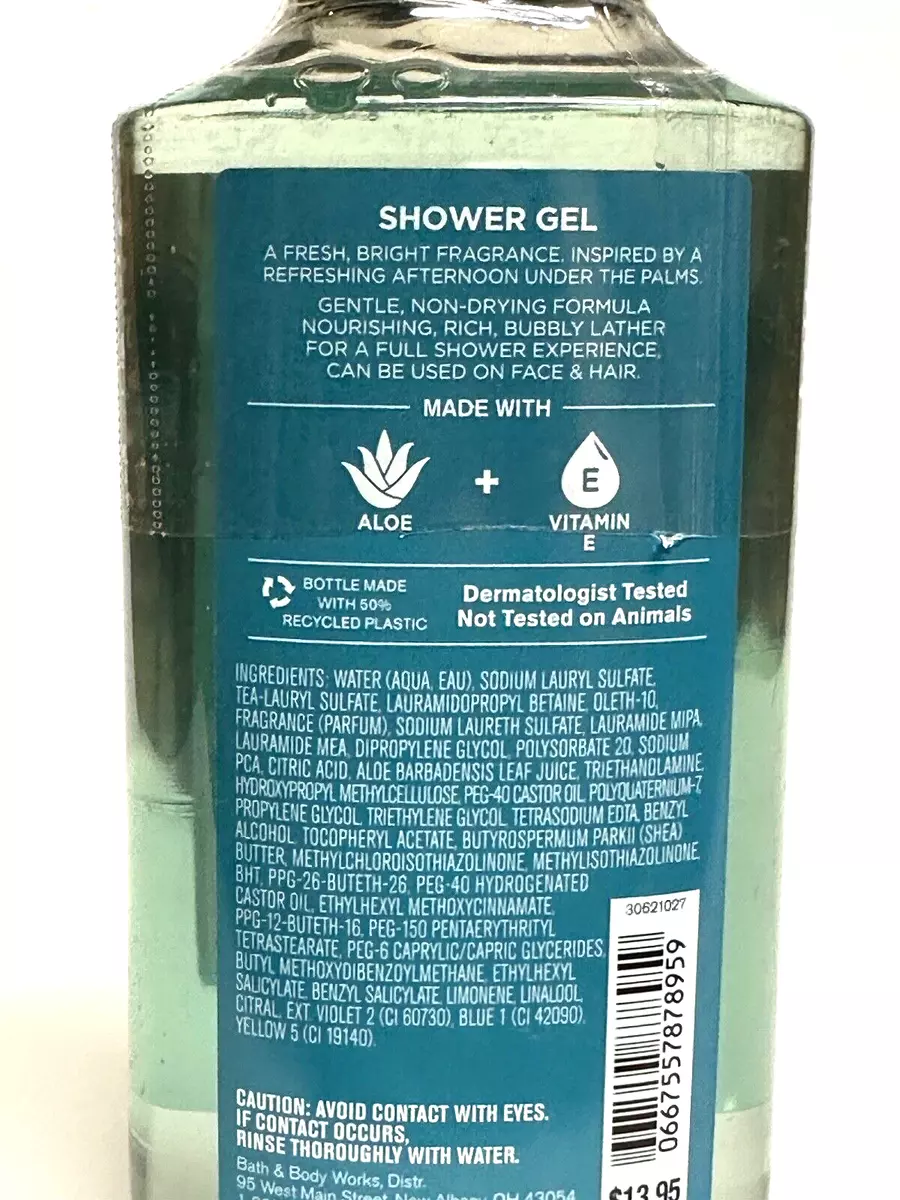 SHOWER GEL
A FRESH, BRIGHT FRAGRANCE. INSPIRED BY A
REFRESHING AFTERNOON UNDER THE PALMS.
GENTLE, NON-DRYING FORMULA
NOURISHING, RICH, BUBBLY LATHER
FOR A FULL SHOWER EXPERIENCE,
CAN BE USED ON FACE & HAIR.
MADE WITH
ALOE + E VITAMIN
E
BOTTLE MADE
WITH 50%
RECYCLED PLASTIC
Dermatologist Tested
Not Tested on Animals
INGREDIENTS: WATER (AQUA, EAU), SODIUM LAURYL SULFATE,
TEA-LAURYL SULFATE, LAURAMIDOPROPYL BETAINE, OLETH-10,
FRAGRANCE (PARFUM), SODIUM LAURETH SULFATE, LAURAMIDE MIPA,
LAURAMIDE MEA, DIPROPYLENE GLYCOL, POLYSORBATE 20, SODIUM
PCA, CITRIC ACID, ALOE BARBADENSIS LEAF JUICE, TRIETHANOLAMINE,
HYDROXYPROPYL METHYLCELLULOSE, PEG-40 CASTOR OIL, POLYQUATERNIUM-7,
PROPYLENE GLYCOL, TRIETHYLENE GLYCOL, TETRASODIUM EDTA, BENZYL
ALCOHOL, TOCOPHERYL ACETATE, BUTYROSPERMUM PARKII (SHEA)
BUTTER, METHYLCHLOROISOTHIAZOLINONE, METHYLISOTHIAZOLINONE,
BHT, PPG-26-BUTETH-26, PEG-40 HYDROGENATED
CASTOR OIL, ETHYLHEXYL METHOXYCINNAMATE,
PPG-12-BUTETH-16, PEG-150 PENTAERYTHRITYL
TETRASTEARATE, PEG-6 CAPRYLIC/CAPRIC GLYCERIDES,
BUTYL METHOXYDIBENZOYLMETHANE, ETHYLHEXYL
SALICYLATE, BENZYL SALICYLATE, LIMONENE, LINALOOL,
CITRAL, EXT. VIOLET 2 (CI 60730), BLUE 1 (CI 42090),
YELLOW 5 (CI 19140).
30621027
0667557878959
CAUTION: AVOID CONTACT WITH EYES.
IF CONTACT OCCURS,
RINSE THOROUGHLY WITH WATER.
Bath & Body Works, Distr.
95 West Main Street, New Albany, OH 43054
$13.95